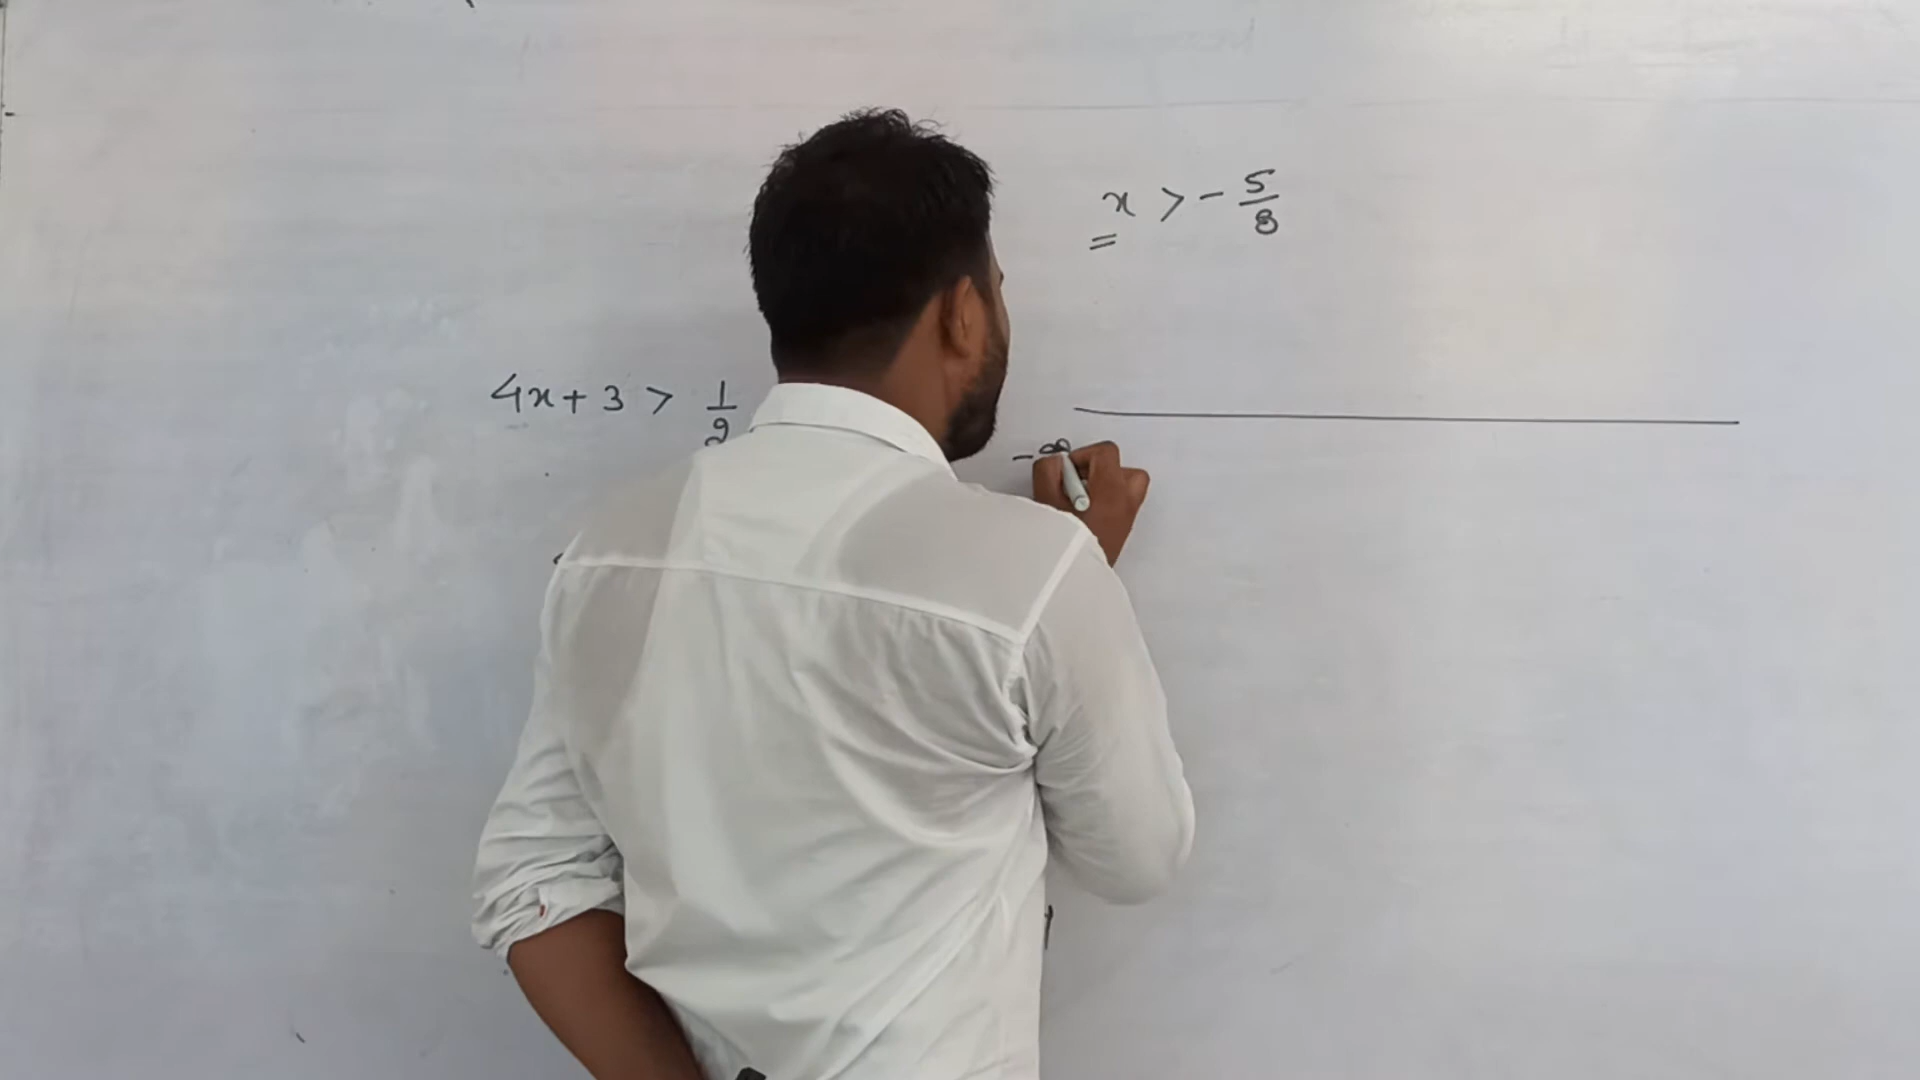 x > - 5/8
=
4x + 3 > 1/2
-∞